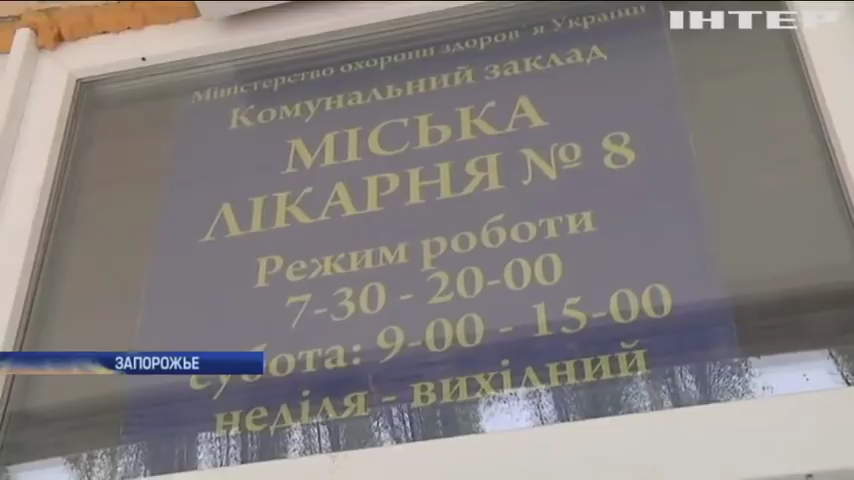 ІНТЕР
Міністерство охорони здоров'я України
Комунальний заклад
МІСЬКА
ЛІКАРНЯ № 8
Режим роботи
7-30 - 20-00
субота: 9-00 - 15-00
ЗАПОРОЖЬЕ
неділя - вихідний